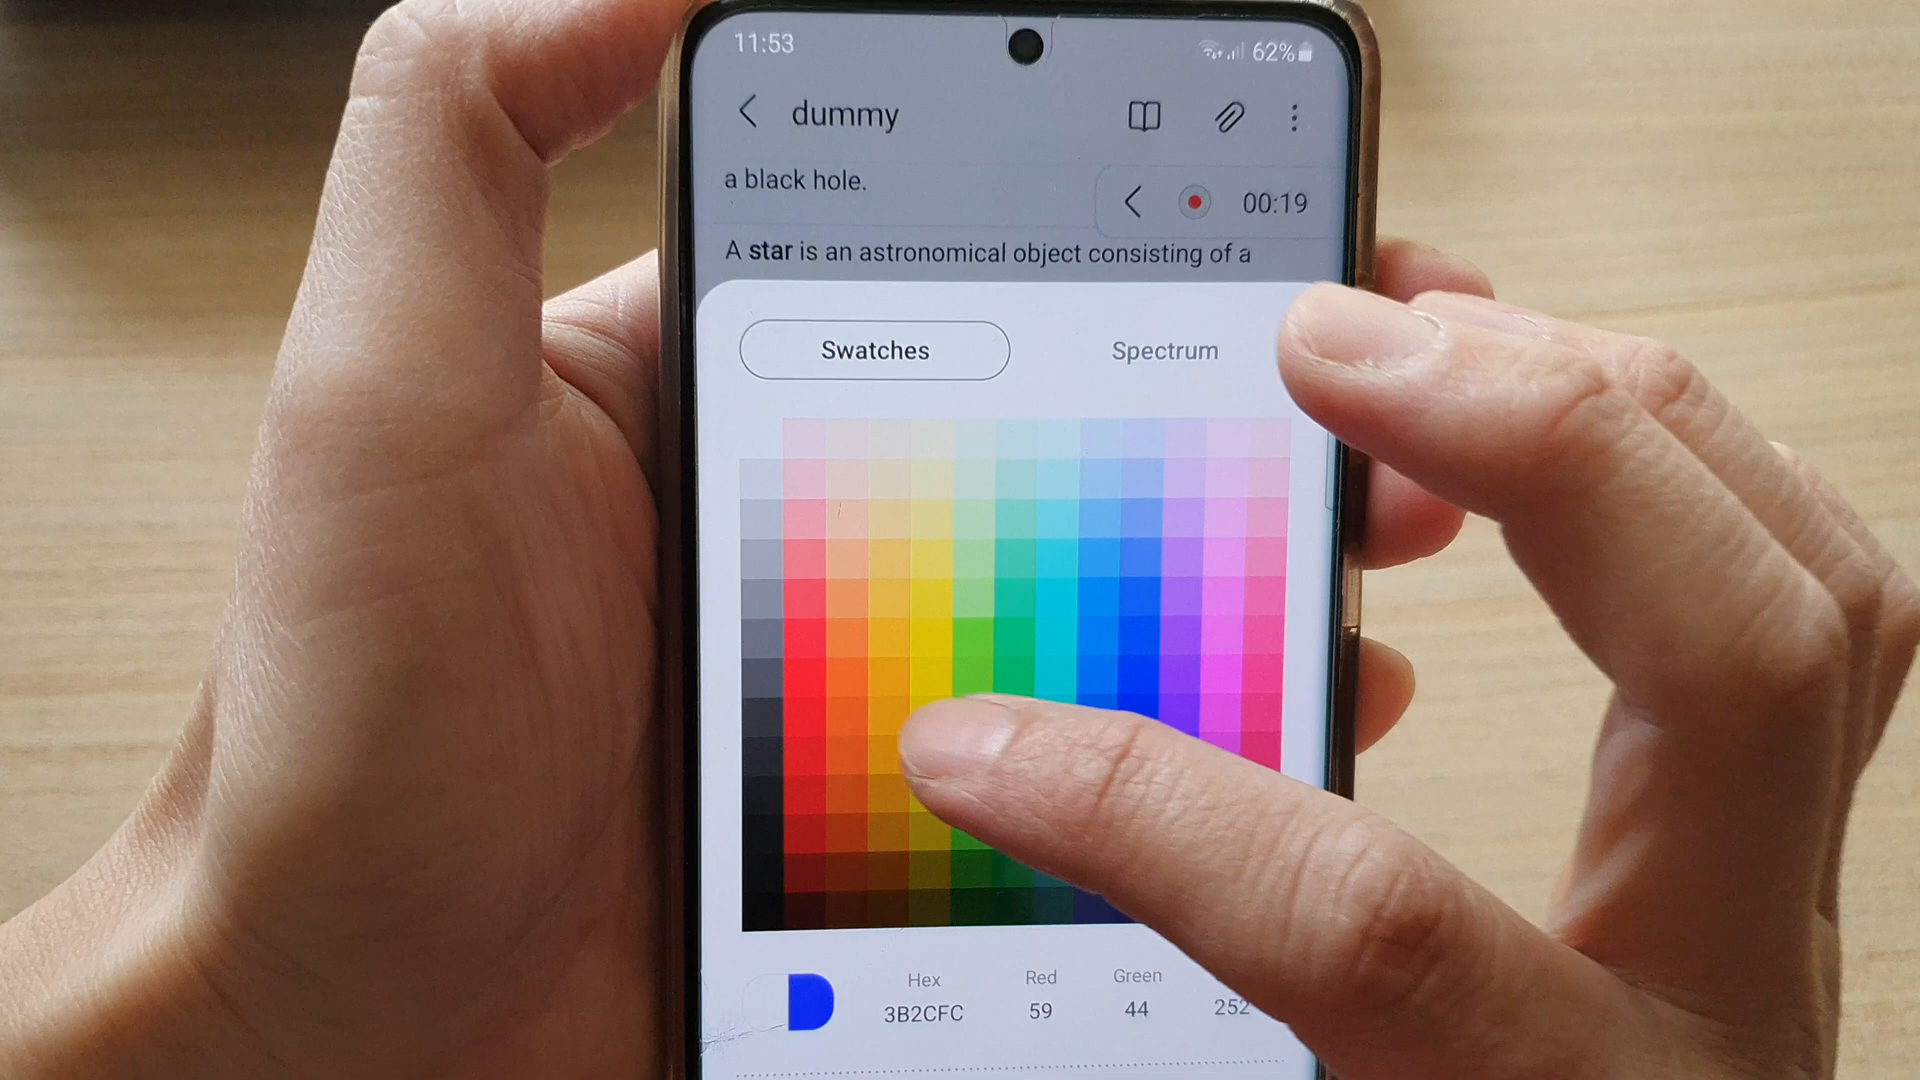 11:53 62%
dummy
a black hole.
00:19
A star is an astronomical object consisting of a
Swatches Spectrum
Hex Red Green
3B2CFC 59 44 252